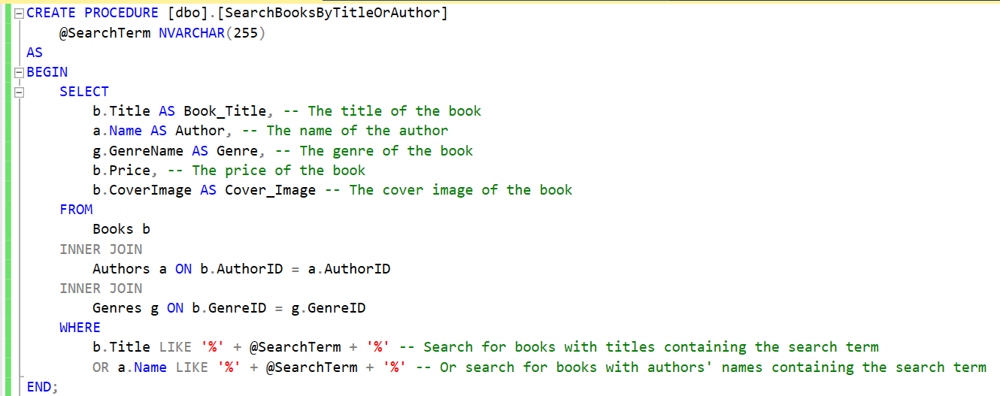 CREATE PROCEDURE [dbo].[SearchBooksByTitleOrAuthor]
    @SearchTerm NVARCHAR(255)
AS
BEGIN
    SELECT
        b.Title AS Book_Title, -- The title of the book
        a.Name AS Author, -- The name of the author
        g.GenreName AS Genre, -- The genre of the book
        b.Price, -- The price of the book
        b.CoverImage AS Cover_Image -- The cover image of the book
    FROM
        Books b
    INNER JOIN
        Authors a ON b.AuthorID = a.AuthorID
    INNER JOIN
        Genres g ON b.GenreID = g.GenreID
    WHERE
        b.Title LIKE '%' + @SearchTerm + '%' -- Search for books with titles containing the search term
        OR a.Name LIKE '%' + @SearchTerm + '%' -- Or search for books with authors' names containing the search term
END;